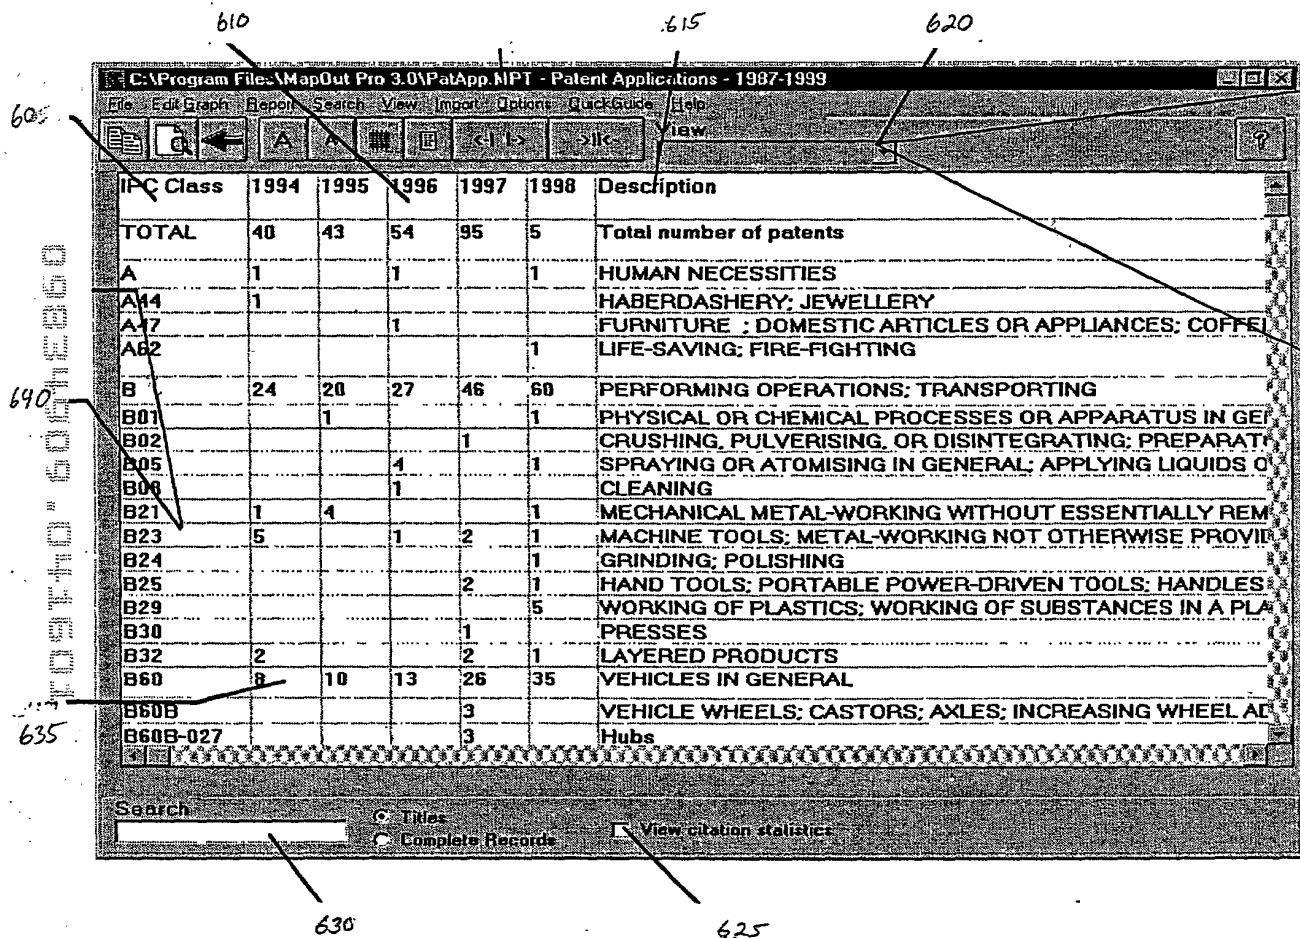 610 615 620
C:\Program Files\MapOut Pro 3.0\PatApp.MPT - Patent Applications - 1987-1999
File Edit Graph Report Search View Import Options QuickGuide Help
605
A A <-I I-> ->II<- View ?
IPC Class 1994 1995 1996 1997 1998 Description
TOTAL 40 43 54 95 5 Total number of patents
A 1 1 1 HUMAN NECESSITIES
A44 1 HABERDASHERY; JEWELLERY
A47 1 FURNITURE ; DOMESTIC ARTICLES OR APPLIANCES; COFFEE
A62 1 LIFE-SAVING; FIRE-FIGHTING
B 24 20 27 46 60 PERFORMING OPERATIONS; TRANSPORTING
640
B01 1 1 PHYSICAL OR CHEMICAL PROCESSES OR APPARATUS IN GE
B02 1 CRUSHING, PULVERISING, OR DISINTEGRATING; PREPARAT
B05 4 1 SPRAYING OR ATOMISING IN GENERAL; APPLYING LIQUIDS O
B08 1 CLEANING
B21 1 4 1 MECHANICAL METAL-WORKING WITHOUT ESSENTIALLY REM
B23 5 1 2 1 MACHINE TOOLS; METAL-WORKING NOT OTHERWISE PROVID
B24 1 GRINDING; POLISHING
B25 2 1 HAND TOOLS; PORTABLE POWER-DRIVEN TOOLS; HANDLES
B29 5 WORKING OF PLASTICS; WORKING OF SUBSTANCES IN A PLA
B30 1 PRESSES
B32 2 2 1 LAYERED PRODUCTS
B60 8 10 13 26 35 VEHICLES IN GENERAL
B60B 3 VEHICLE WHEELS; CASTORS; AXLES; INCREASING WHEEL AD
635
B60B-027 3 Hubs
Search
Titles
Complete Records
View citation statistics
630 625